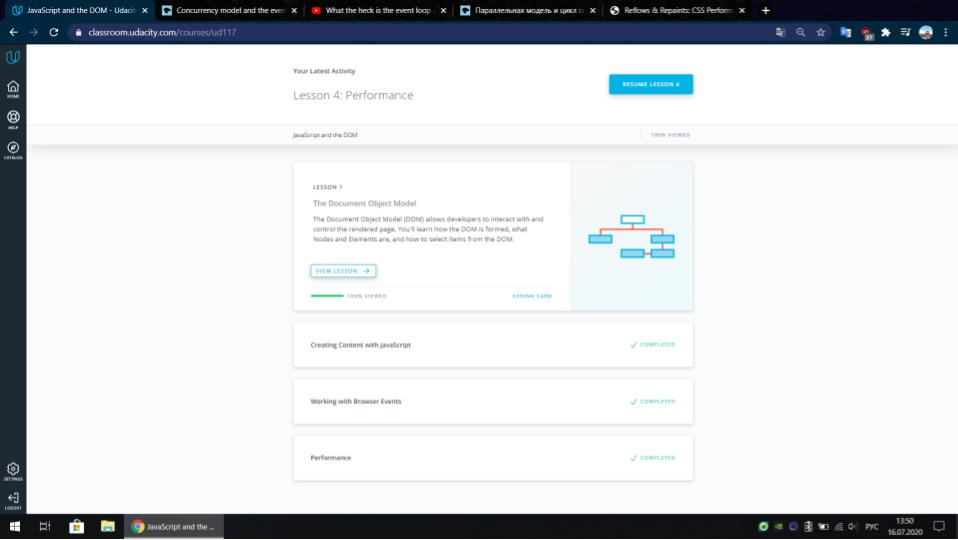 JavaScript and the DOM - Udacit
Concurrency model and the eve
What the heck is the event loop
Параллельная модель и цикл с
Reflows & Repaints: CSS Perform
classroom.udacity.com/courses/ud117
37
HOME
HELP
CATALOG
SETTINGS
LOGOUT
Your Latest Activity
Lesson 4: Performance
RESUME LESSON 4
JavaScript and the DOM
100% VIEWED
LESSON 1
The Document Object Model
The Document Object Model (DOM) allows developers to interact with and
control the rendered page. You'll learn how the DOM is formed, what
Nodes and Elements are, and how to select items from the DOM.
VIEW LESSON
100% VIEWED
SHRINK CARD
Creating Content with JavaScript
COMPLETED
Working with Browser Events
COMPLETED
Performance
COMPLETED
JavaScript and the ...
РУС
13:50
16.07.2020